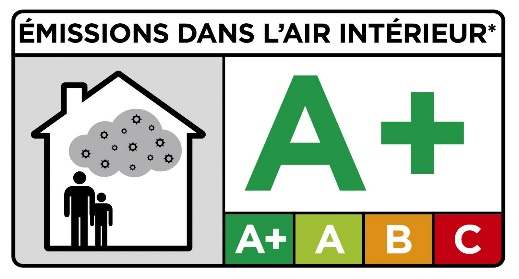 ÉMISSIONS DANS L'AIR INTÉRIEUR*
A+
A+ A B C